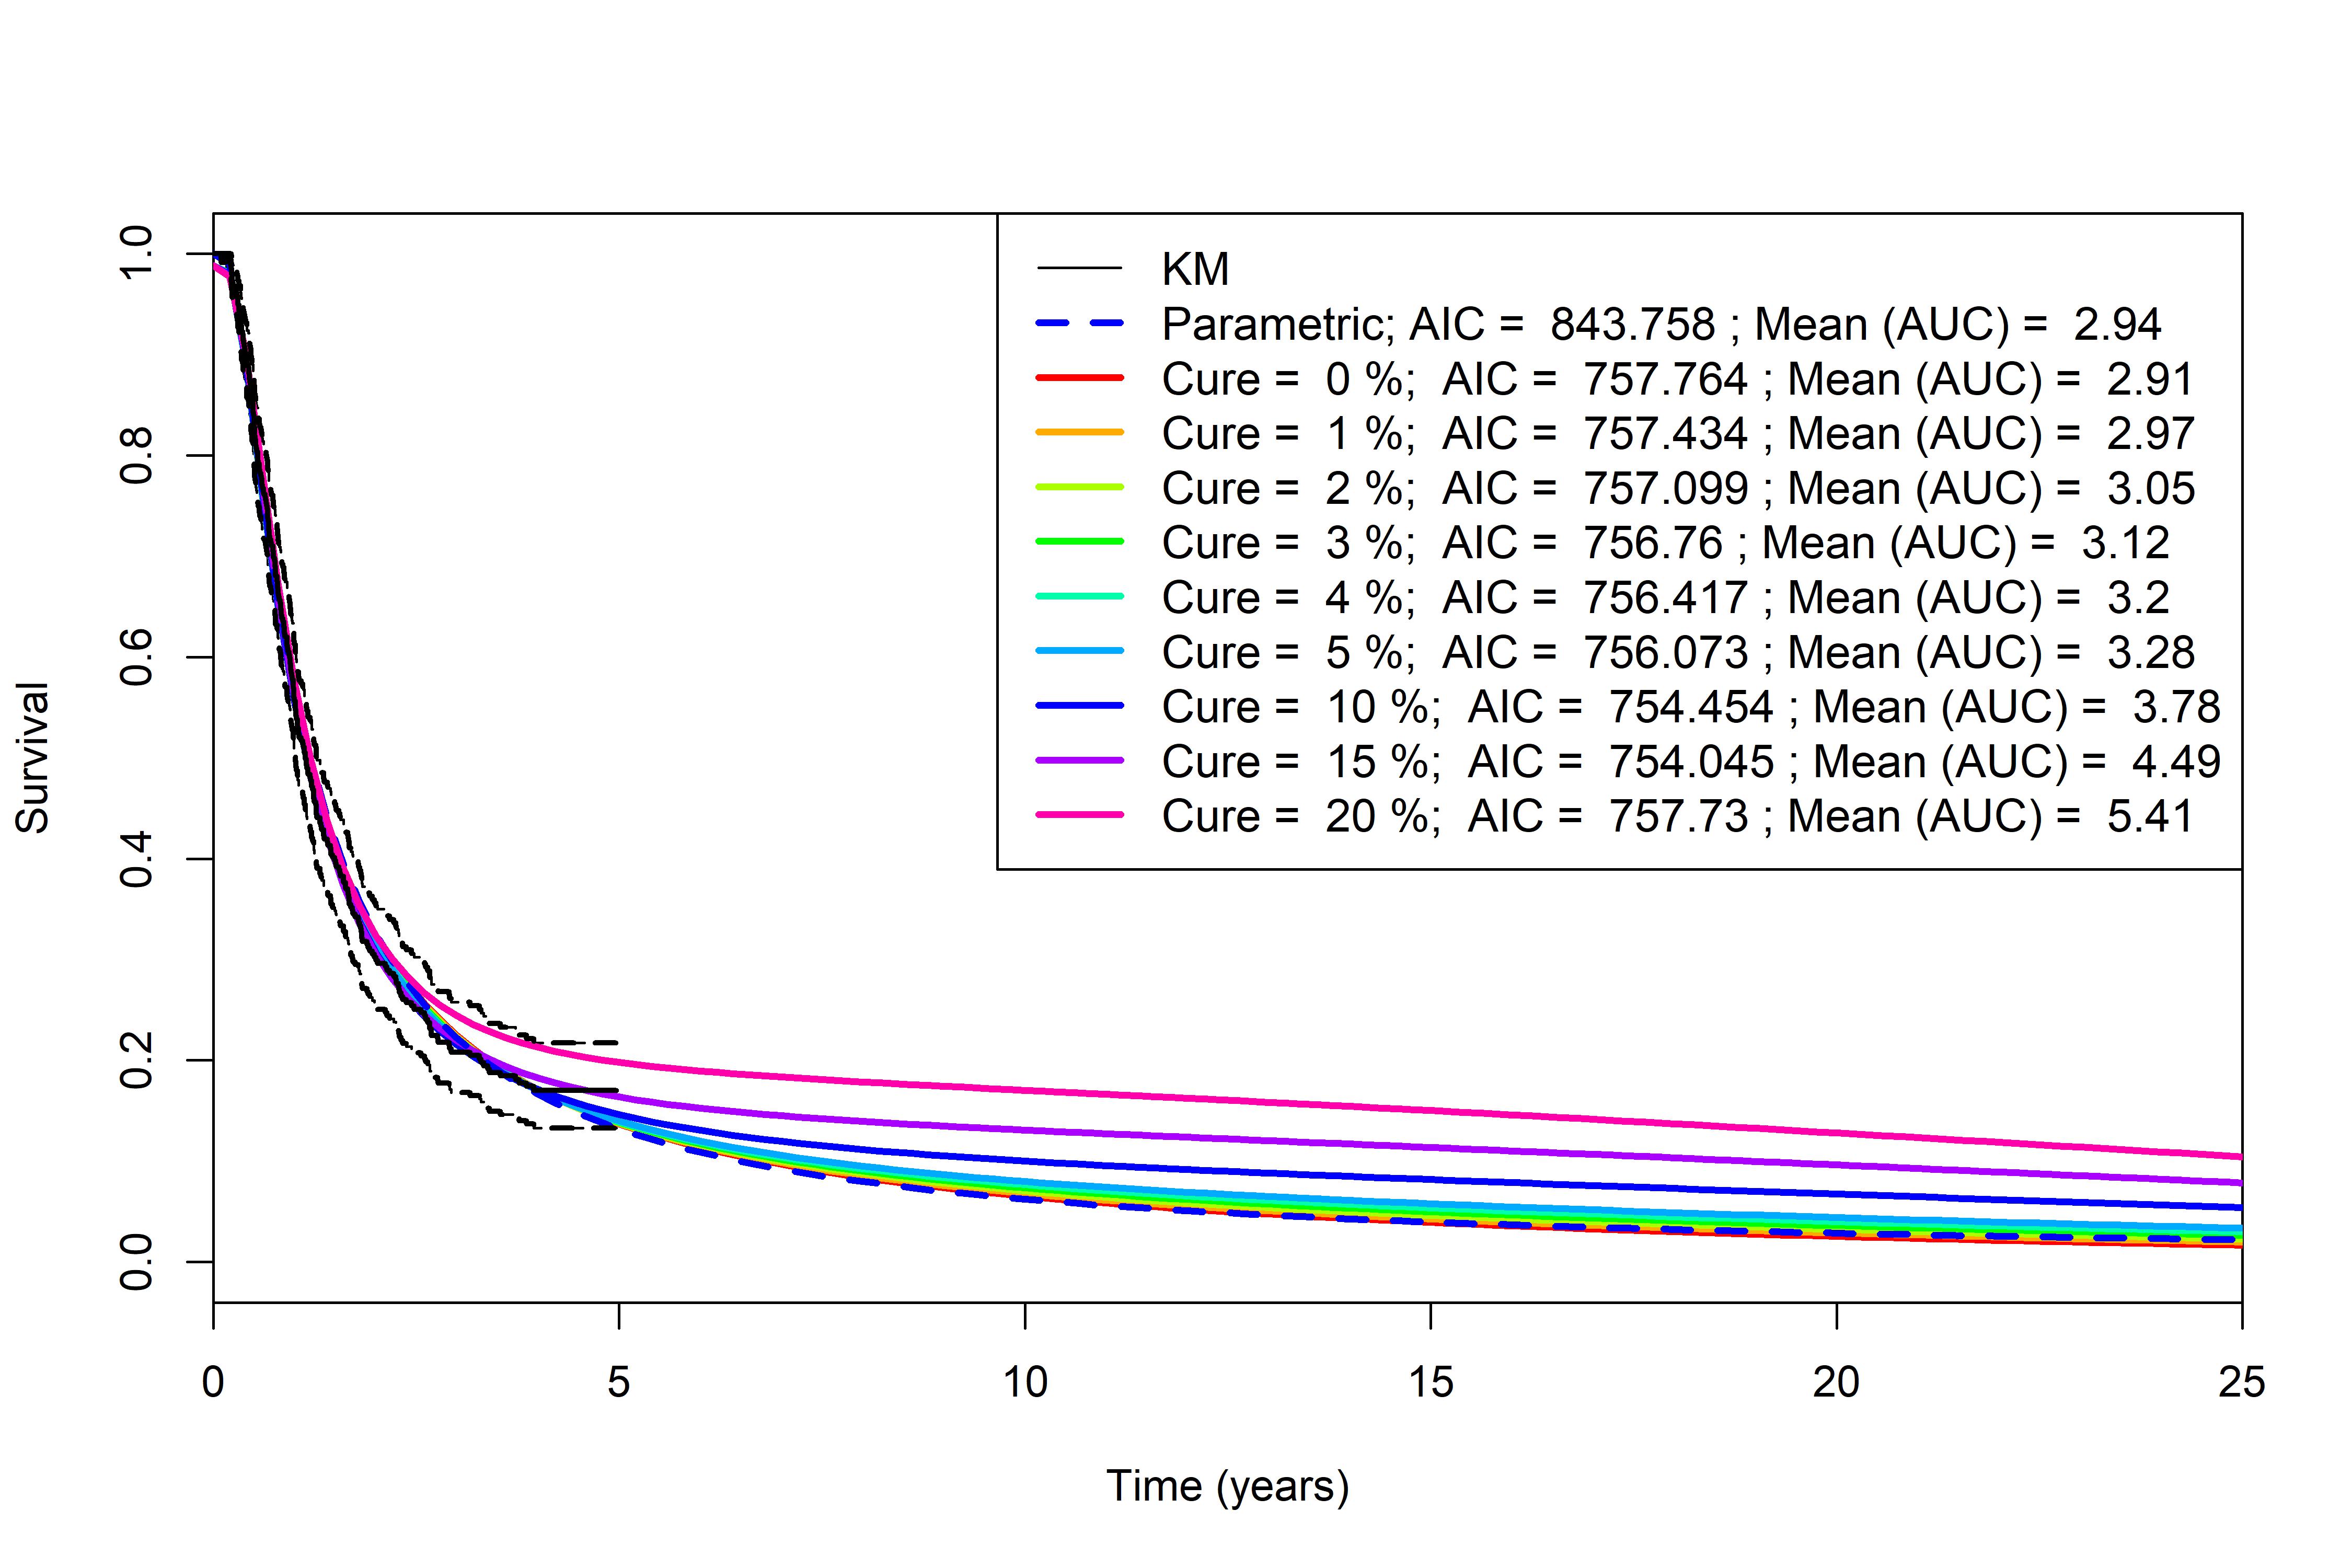 KM
Parametric; AIC = 843.758 ; Mean (AUC) = 2.94
Cure = 0 %; AIC = 757.764 ; Mean (AUC) = 2.91
Cure = 1 %; AIC = 757.434 ; Mean (AUC) = 2.97
Cure = 2 %; AIC = 757.099 ; Mean (AUC) = 3.05
Cure = 3 %; AIC = 756.76 ; Mean (AUC) = 3.12
Cure = 4 %; AIC = 756.417 ; Mean (AUC) = 3.2
Cure = 5 %; AIC = 756.073 ; Mean (AUC) = 3.28
Cure = 10 %; AIC = 754.454 ; Mean (AUC) = 3.78
Cure = 15 %; AIC = 754.045 ; Mean (AUC) = 4.49
Cure = 20 %; AIC = 757.73 ; Mean (AUC) = 5.41
Survival
1.0
0.8
0.6
0.4
0.2
0.0
0 5 10 15 20 25
Time (years)